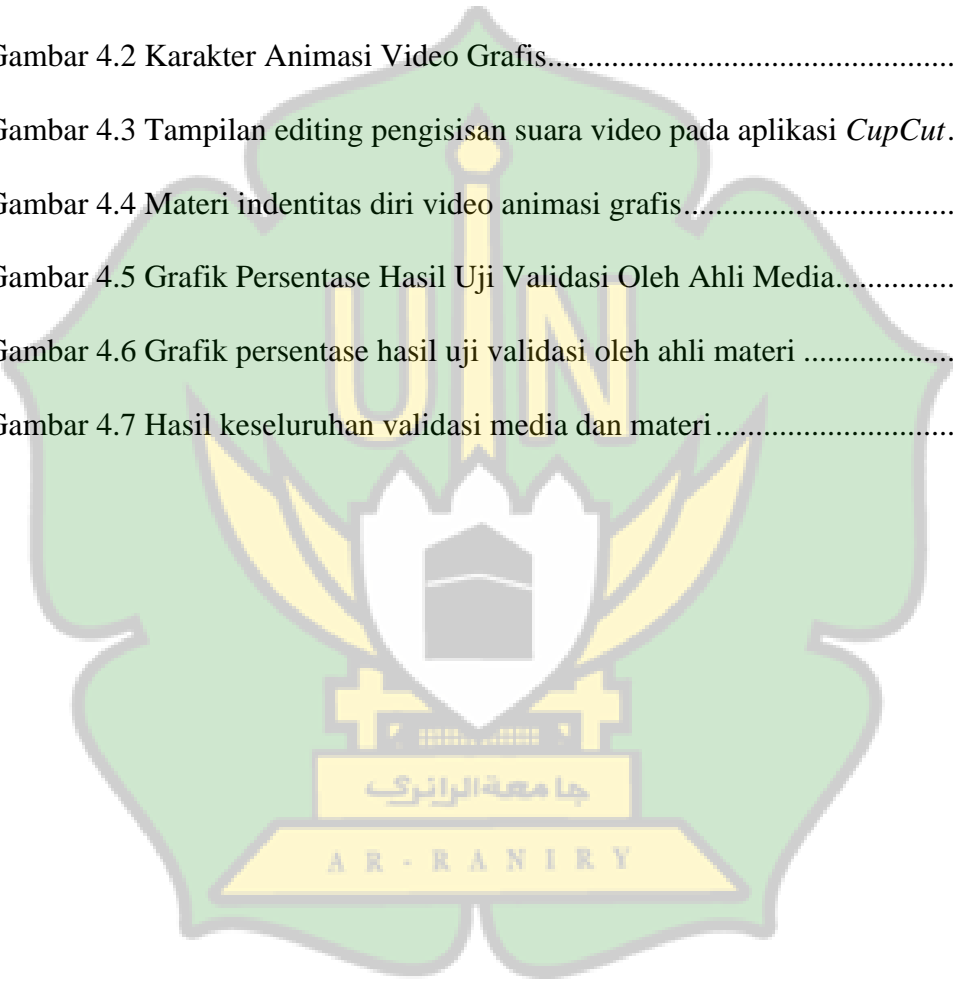 Gambar 4.2 Karakter Animasi Video Grafis..............................................
Gambar 4.3 Tampilan editing pengisisan suara video pada aplikasi CupCut.
Gambar 4.4 Materi indentitas diri video animasi grafis.............................
Gambar 4.5 Grafik Persentase Hasil Uji Validasi Oleh Ahli Media...............
Gambar 4.6 Grafik persentase hasil uji validasi oleh ahli materi ...................
Gambar 4.7 Hasil keseluruhan validasi media dan materi..........................
UIN
جامعة الرانري
AR-RANIRY